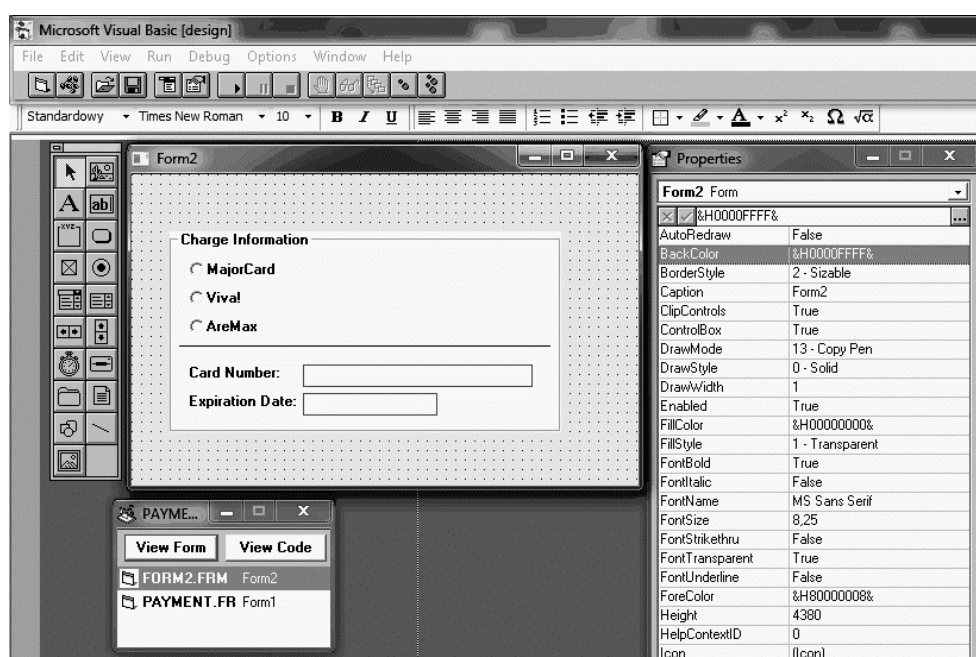 Microsoft Visual Basic [design]
File Edit View Run Debug Options Window Help
Standardowy Times New Roman 10 B I U x² x₂ Ω √α
Form2
Properties
Form2 Form
&H0000FFFF&
A ab|
xyz
Charge Information
MajorCard
Viva!
AreMax
Card Number:
Expiration Date:
AutoRedraw False
BackColor &H0000FFFF&
BorderStyle 2 - Sizable
Caption Form2
ClipControls True
ControlBox True
DrawMode 13 - Copy Pen
DrawStyle 0 - Solid
DrawWidth 1
Enabled True
FillColor &H00000000&
FillStyle 1 - Transparent
FontBold True
FontItalic False
FontName MS Sans Serif
FontSize 8,25
FontStrikethru False
FontTransparent True
FontUnderline False
ForeColor &H80000008&
Height 4380
HelpContextID 0
Icon (Icon)
PAYME...
View Form View Code
FORM2.FRM Form2
PAYMENT.FR Form1